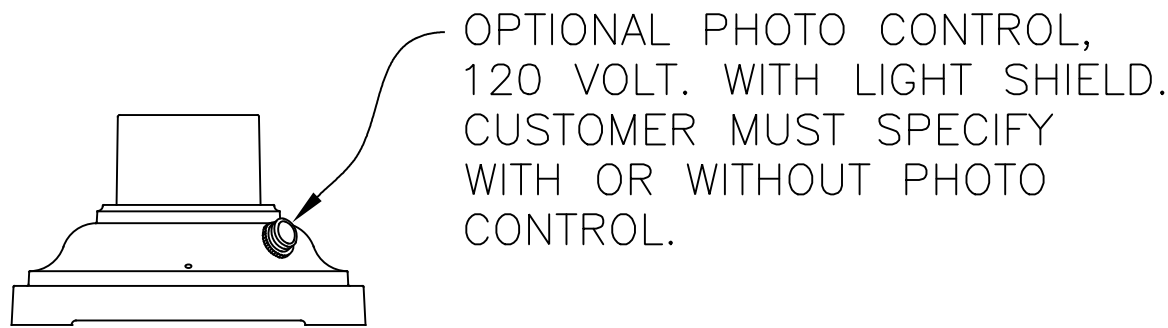 OPTIONAL PHOTO CONTROL,
120 VOLT. WITH LIGHT SHIELD.
CUSTOMER MUST SPECIFY
WITH OR WITHOUT PHOTO
CONTROL.